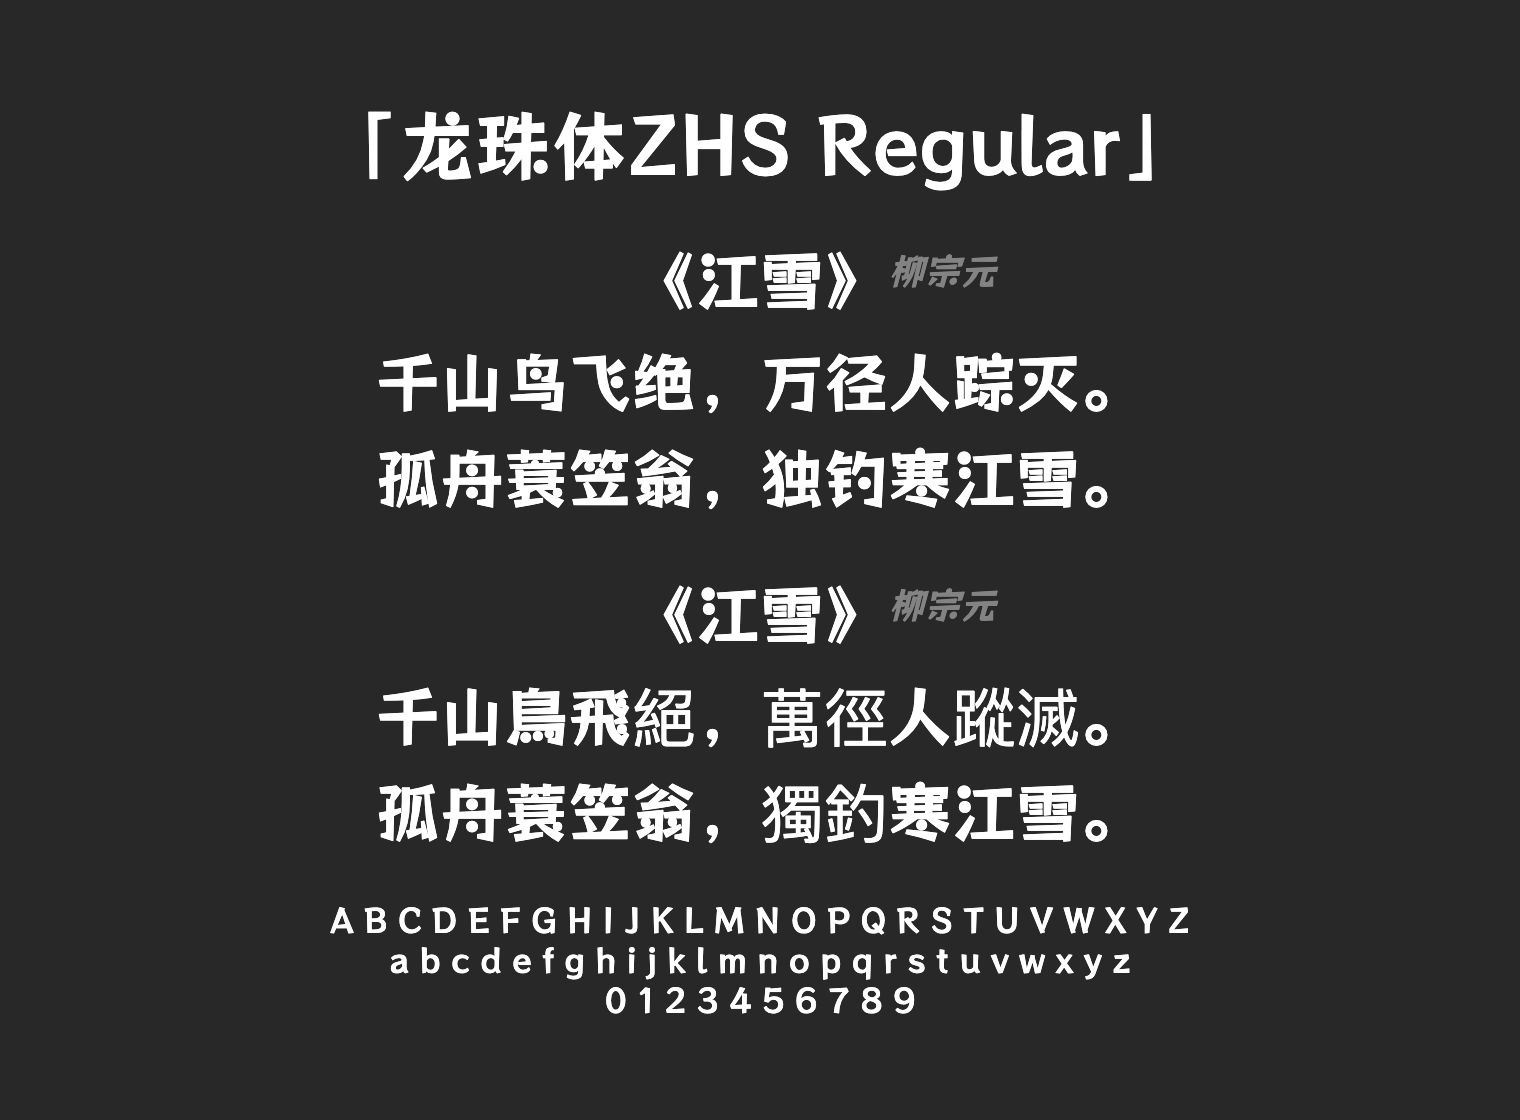 「龙珠体ZHS Regular」
《江雪》 柳宗元
千山鸟飞绝，万径人踪灭。
孤舟蓑笠翁，独钓寒江雪。
《江雪》 柳宗元
千山鳥飛絕，萬徑人蹤滅。
孤舟蓑笠翁，獨釣寒江雪。
A B C D E F G H I J K L M N O P Q R S T U V W X Y Z
a b c d e f g h i j k l m n o p q r s t u v w x y z
0 1 2 3 4 5 6 7 8 9